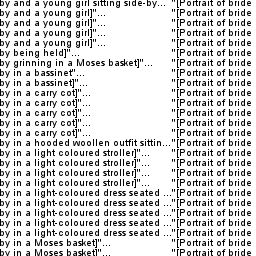 by and a young girl sitting side-by... "[Portrait of bride
by and a young girl]"... "[Portrait of bride
by and a young girl]"... "[Portrait of bride
by and a young girl]"... "[Portrait of bride
by and a young girl]"... "[Portrait of bride
by being held]"... "[Portrait of bride
by grinning in a Moses basket]"... "[Portrait of bride
by in a bassinet"... "[Portrait of bride
by in a bassinet]"... "[Portrait of bride
by in a carry cot]"... "[Portrait of bride
by in a carry cot]"... "[Portrait of bride
by in a carry cot]"... "[Portrait of bride
by in a carry cot]"... "[Portrait of bride
by in a carry cot]"... "[Portrait of bride
by in a hooded woollen outfit sittin... "[Portrait of bride
by in a light coloured stroller]"... "[Portrait of bride
by in a light coloured stroller]"... "[Portrait of bride
by in a light coloured stroller]"... "[Portrait of bride
by in a light coloured stroller]"... "[Portrait of bride
by in a light-coloured dress seated ... "[Portrait of bride
by in a light-coloured dress seated ... "[Portrait of bride
by in a light-coloured dress seated ... "[Portrait of bride
by in a light-coloured dress seated ... "[Portrait of bride
by in a light-coloured dress seated ... "[Portrait of bride
by in a Moses basket]"... "[Portrait of bride
by in a Moses basket]"... "[Portrait of bride